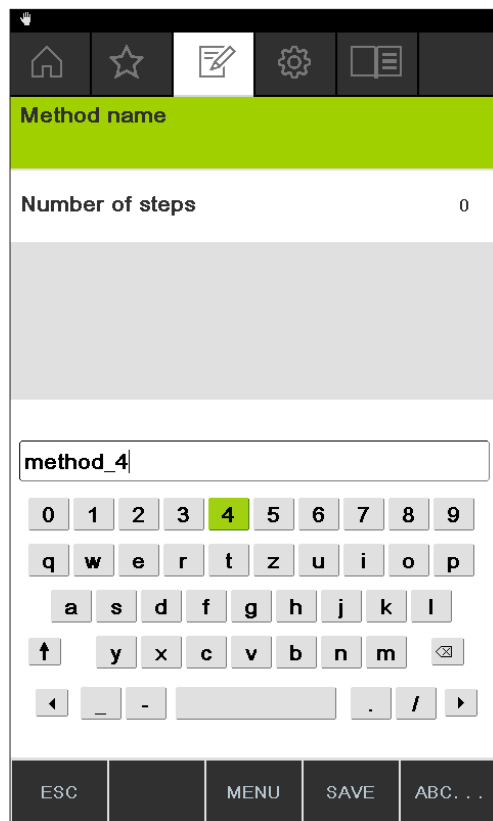 Method name
Number of steps 0
method_4
0 1 2 3 4 5 6 7 8 9
q w e r t z u i o p
a s d f g h j k l
y x c v b n m
_ - . /
ESC MENU SAVE ABC...